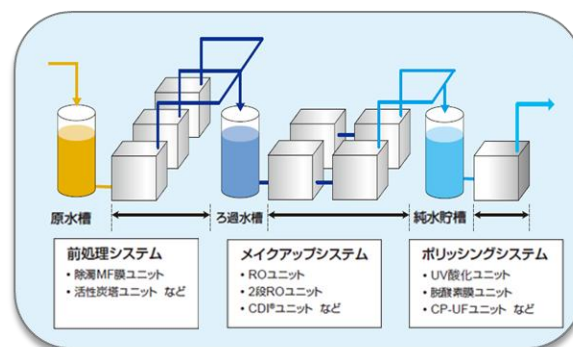 原水槽
ろ過水槽
純水貯槽
前処理システム
・ 除濁MF膜ユニット
・ 活性炭塔ユニット など
メイクアップシステム
・ ROユニット
・ 2段ROユニット
・ CDI®ユニット など
ポリッシングシステム
・ UV酸化ユニット
・ 脱酸素膜ユニット
・ CP-UFユニット など